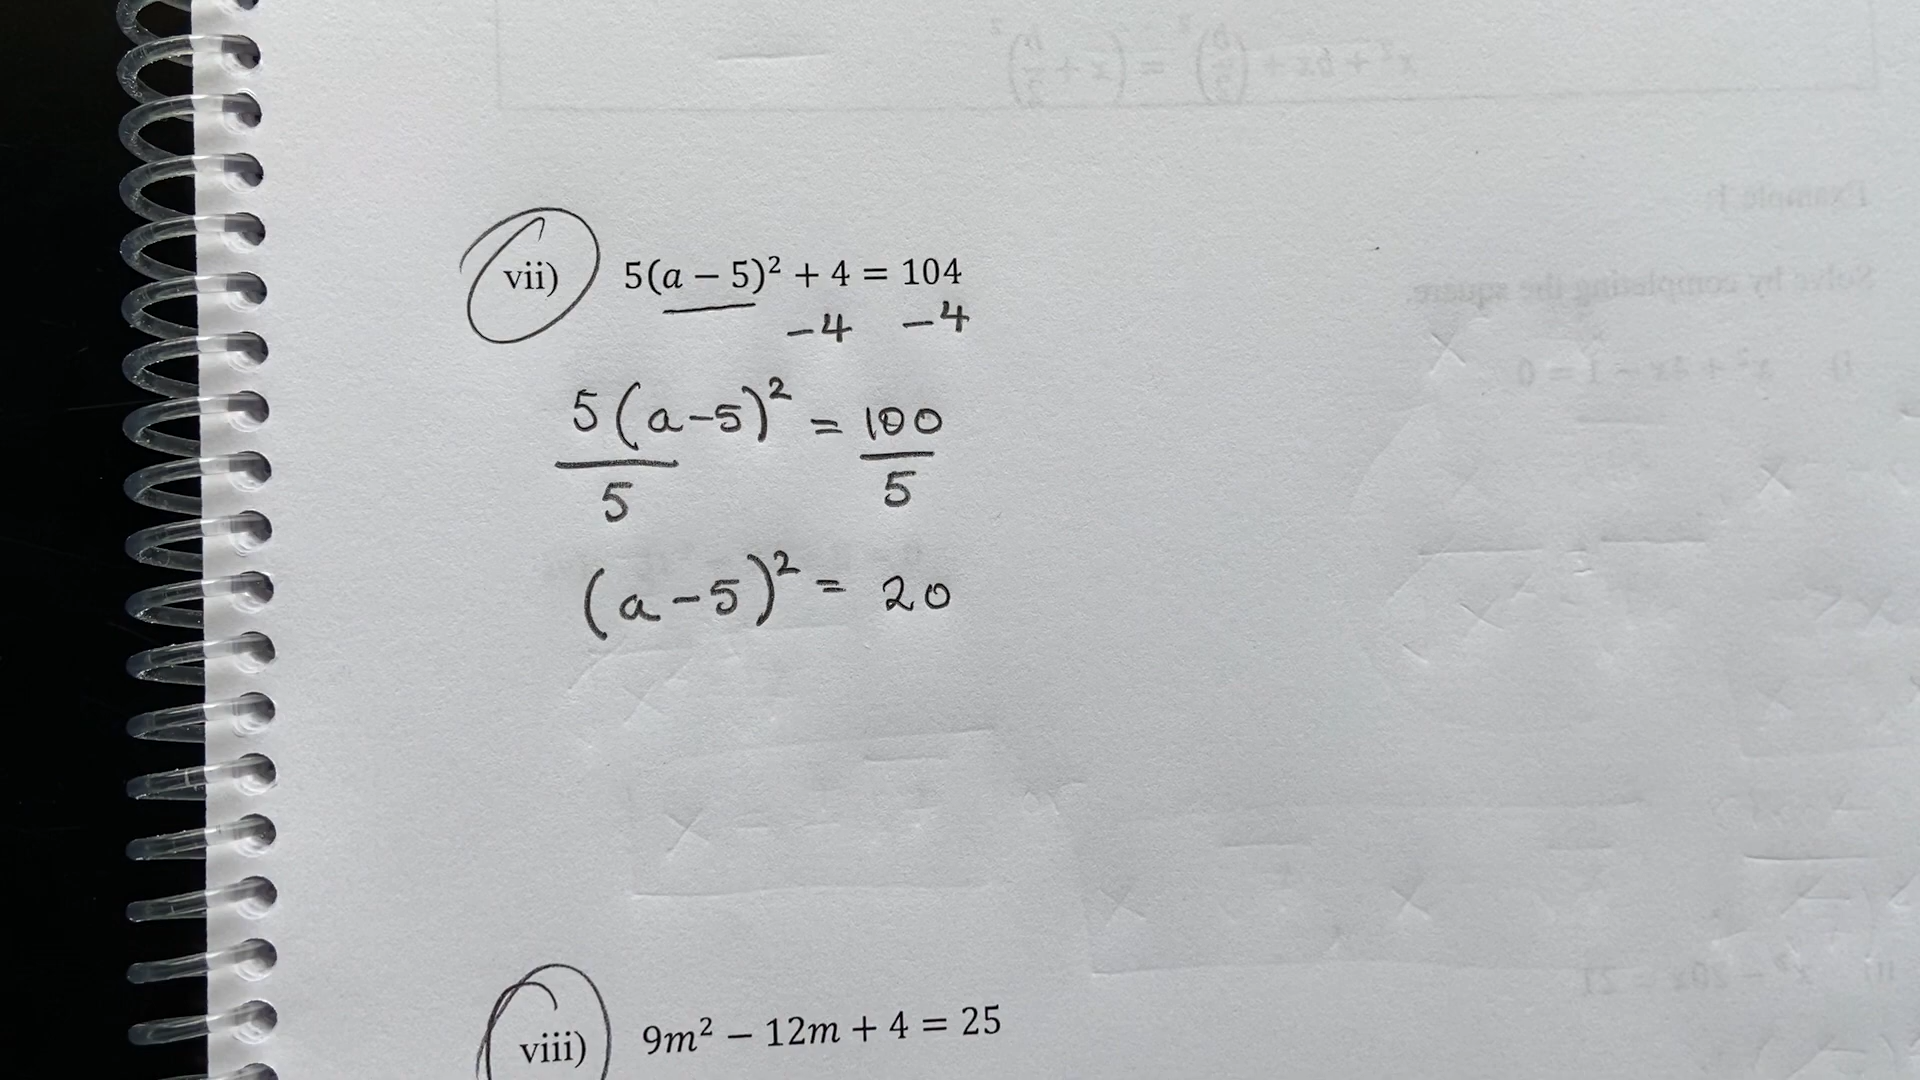 vii) 5(a − 5)² + 4 = 104
−4 −4
5(a−5)² = 100
5 5
(a−5)² = 20
viii) 9m² − 12m + 4 = 25